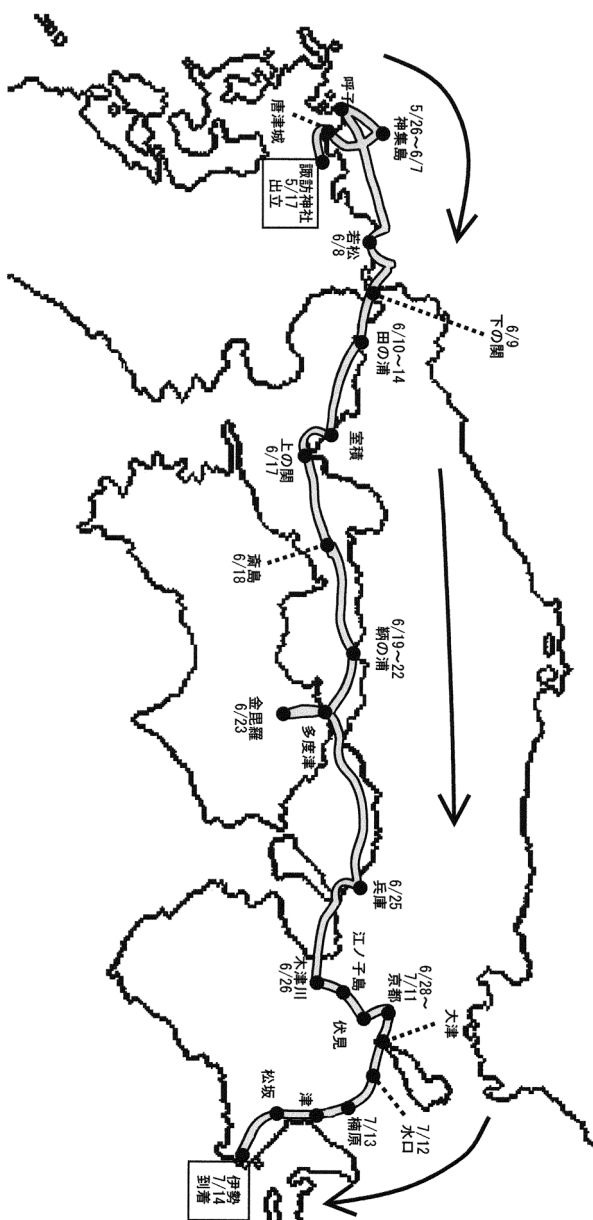 諏訪神社
5/17
出立
唐津城
呼子
神集島
5/26～6/7
若松
6/8
6/9
下の関
6/10～14
田の浦
室積
上の関
6/17
斎島
6/18
6/19～22
鞆の浦
多度津
金毘羅
6/23
6/25
兵庫
木津川
6/26
江ノ子島
伏見
6/28～
7/11
京都
大津
7/12
水口
7/13
楠原
津
松坂
伊勢
7/14
到着